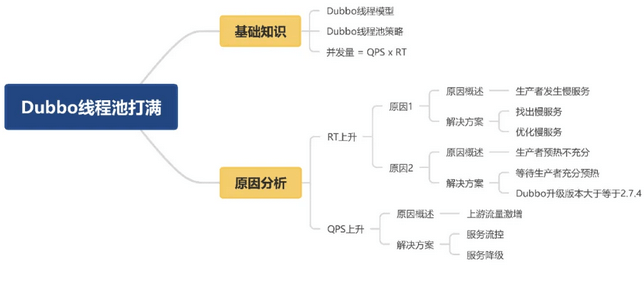 Dubbo线程池打满
基础知识
Dubbo线程模型
Dubbo线程池策略
并发量 = QPS x RT
原因分析
RT上升
原因1
原因概述
生产者发生慢服务
解决方案
找出慢服务
优化慢服务
原因2
原因概述
生产者预热不充分
解决方案
等待生产者充分预热
Dubbo升级版本大于等于2.7.4
QPS上升
原因概述
上游流量激增
解决方案
服务流控
服务降级